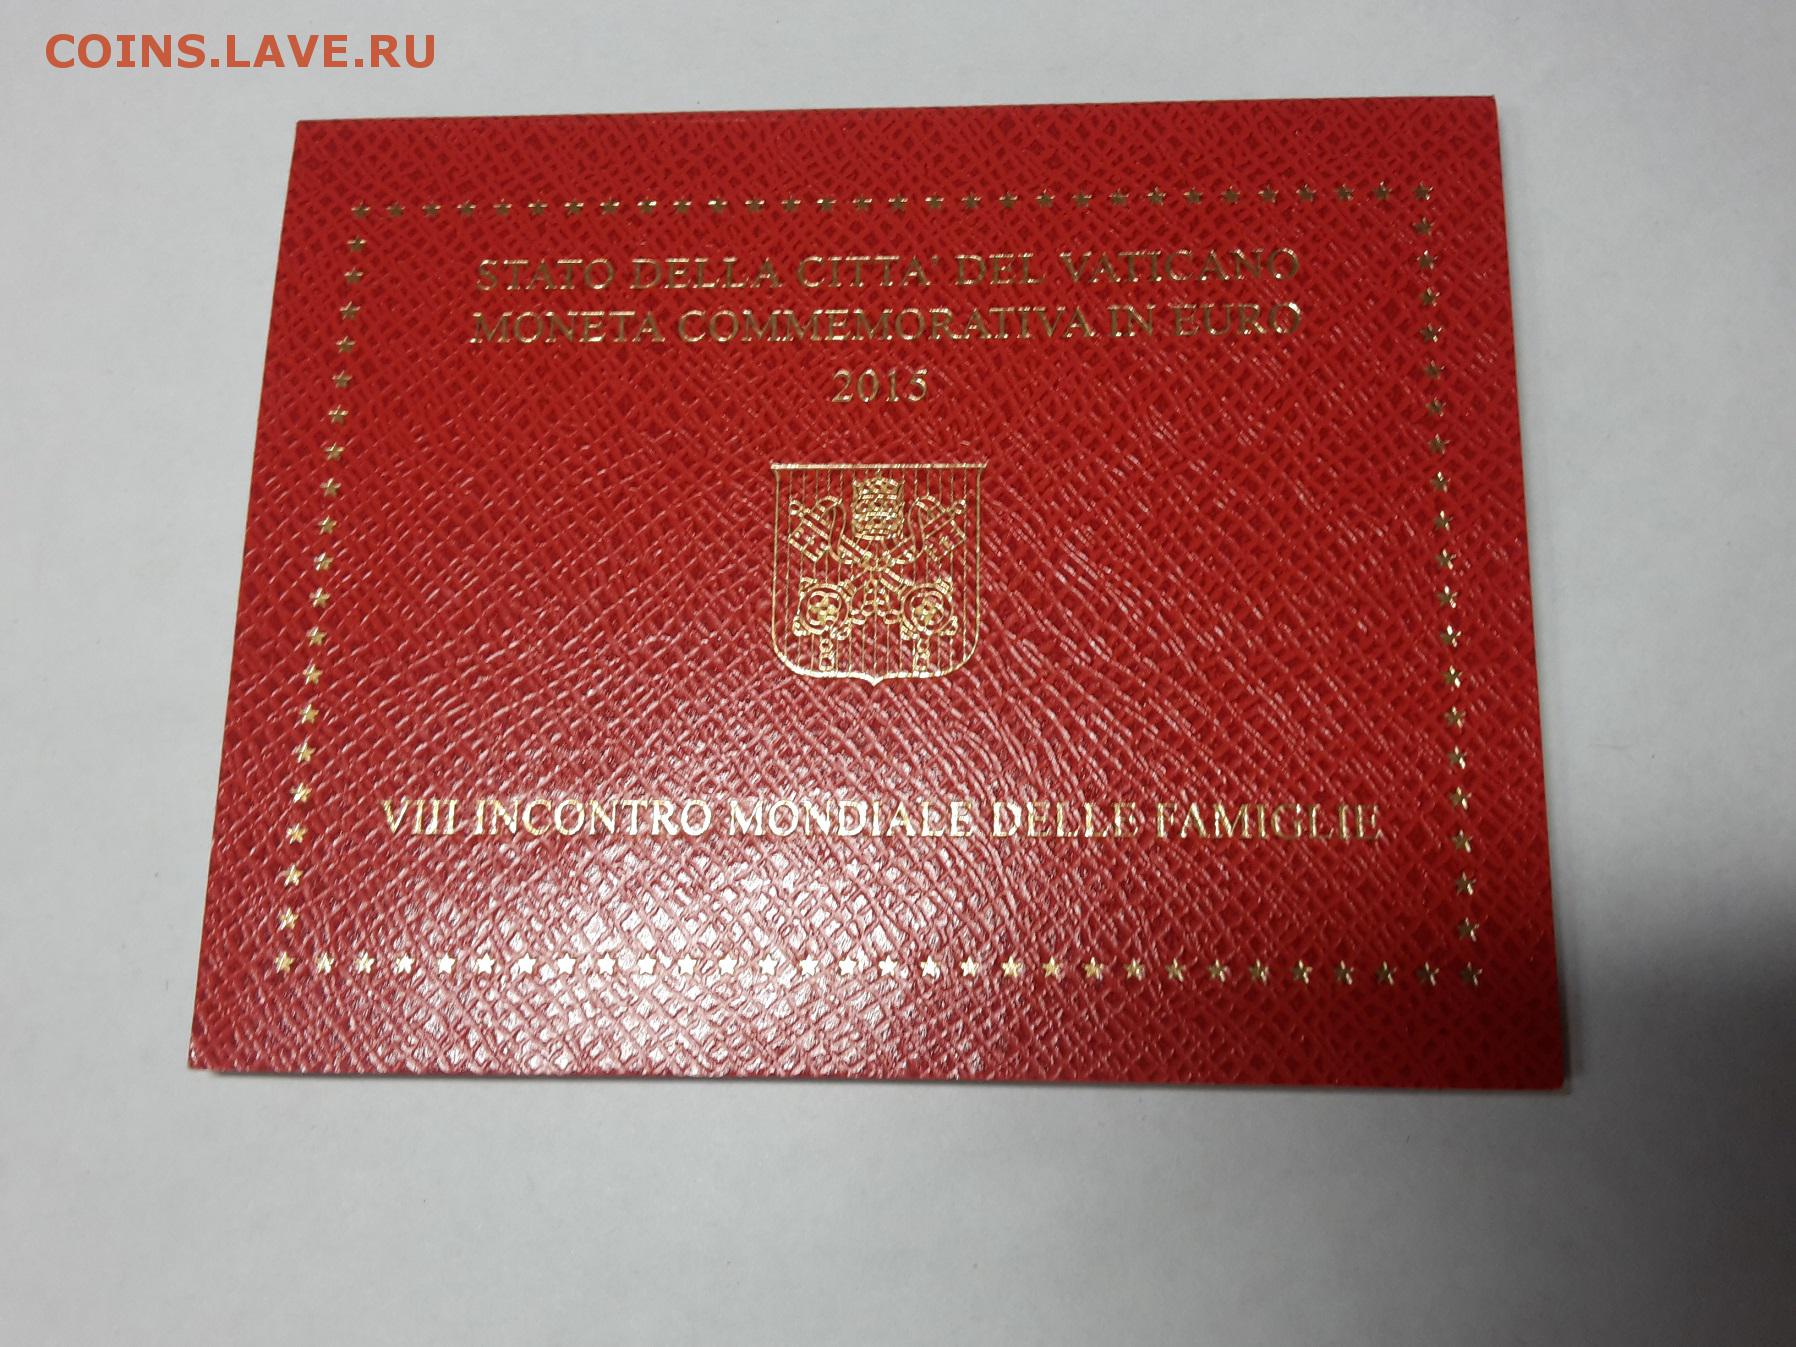 COINS.LAVE.RU
STATO DELLA CITTA' DEL VATICANO
MONETA COMMEMORATIVA IN EURO
2015
VIII INCONTRO MONDIALE DELLE FAMIGLIE